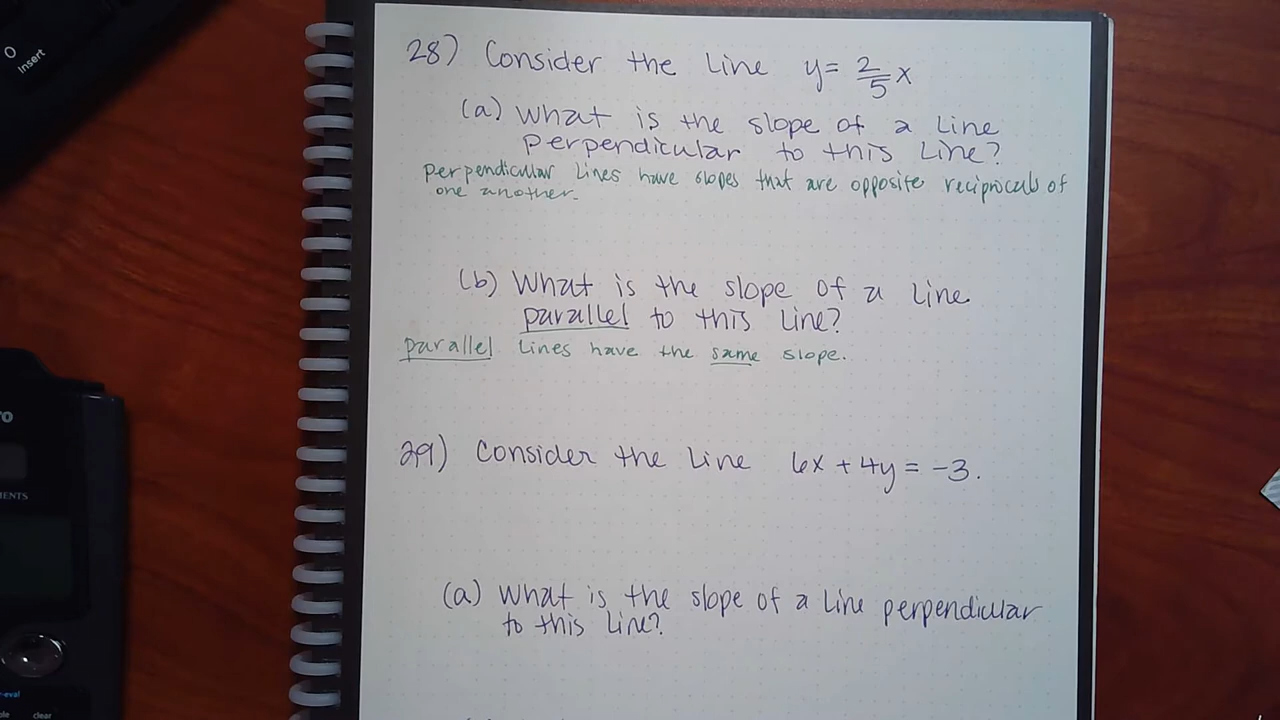 0
Insert
28) Consider the line y = 2/5 x
(a) What is the slope of a line
perpendicular to this line?
perpendicular lines have slopes that are opposite reciprocals of
one another.
(b) What is the slope of a line
parallel to this line?
parallel lines have the same slope.
29) Consider the line 6x + 4y = -3.
(a) What is the slope of a line perpendicular
to this line?
clear